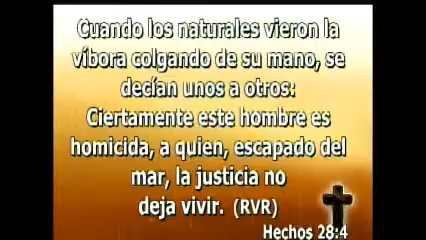 Cuando los naturales vieron la
víbora colgando de su mano, se
decían unos a otros:
Ciertamente este hombre es
homicida, a quien, escapado del
mar, la justicia no
deja vivir. (RVR)
Hechos 28:4